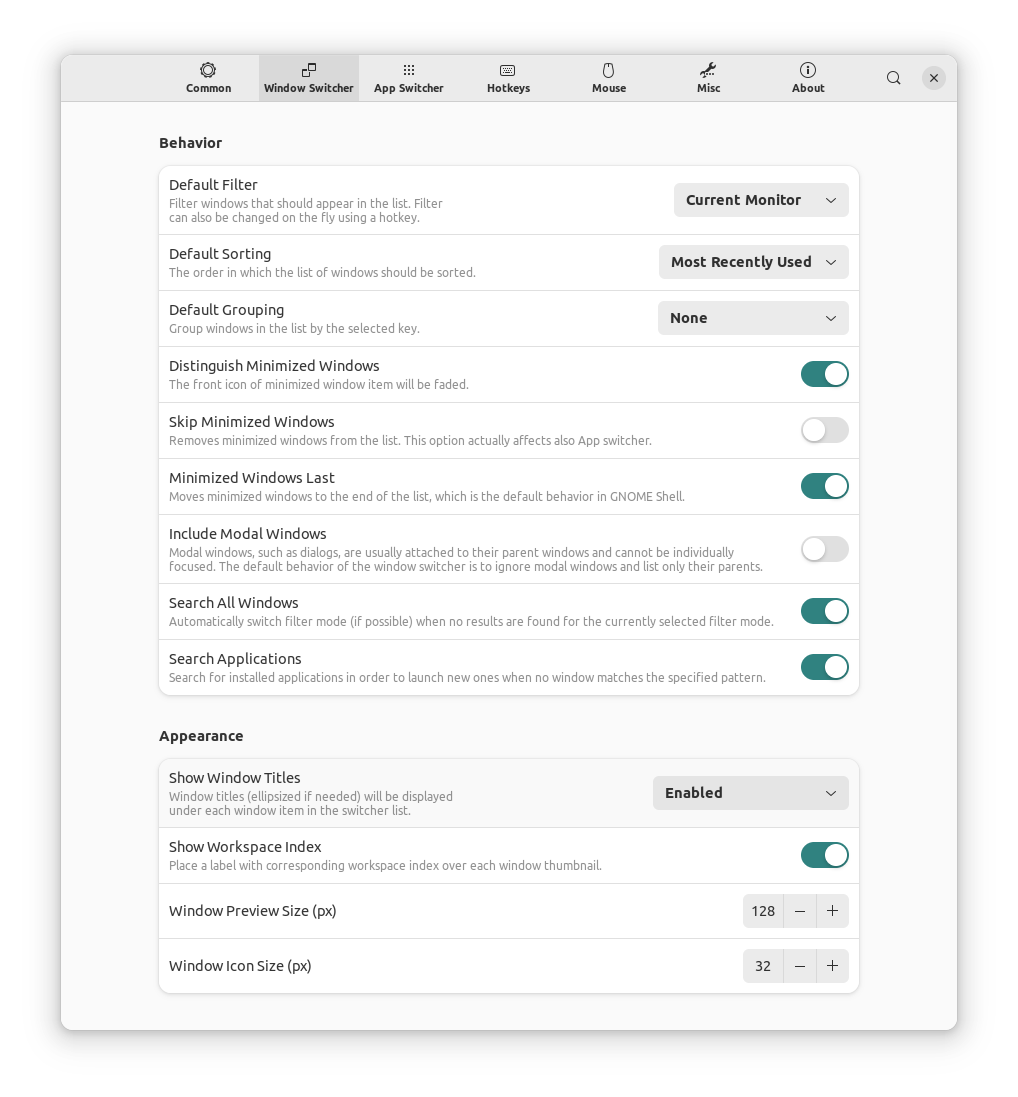 Common
Window Switcher
App Switcher
Hotkeys
Mouse
Misc
About
Behavior
Default Filter
Filter windows that should appear in the list. Filter
can also be changed on the fly using a hotkey.
Current Monitor
Default Sorting
The order in which the list of windows should be sorted.
Most Recently Used
Default Grouping
Group windows in the list by the selected key.
None
Distinguish Minimized Windows
The front icon of minimized window item will be faded.
Skip Minimized Windows
Removes minimized windows from the list. This option actually affects also App switcher.
Minimized Windows Last
Moves minimized windows to the end of the list, which is the default behavior in GNOME Shell.
Include Modal Windows
Modal windows, such as dialogs, are usually attached to their parent windows and cannot be individually
focused. The default behavior of the window switcher is to ignore modal windows and list only their parents.
Search All Windows
Automatically switch filter mode (if possible) when no results are found for the currently selected filter mode.
Search Applications
Search for installed applications in order to launch new ones when no window matches the specified pattern.
Appearance
Show Window Titles
Window titles (ellipsized if needed) will be displayed
under each window item in the switcher list.
Enabled
Show Workspace Index
Place a label with corresponding workspace index over each window thumbnail.
Window Preview Size (px)
128
Window Icon Size (px)
32